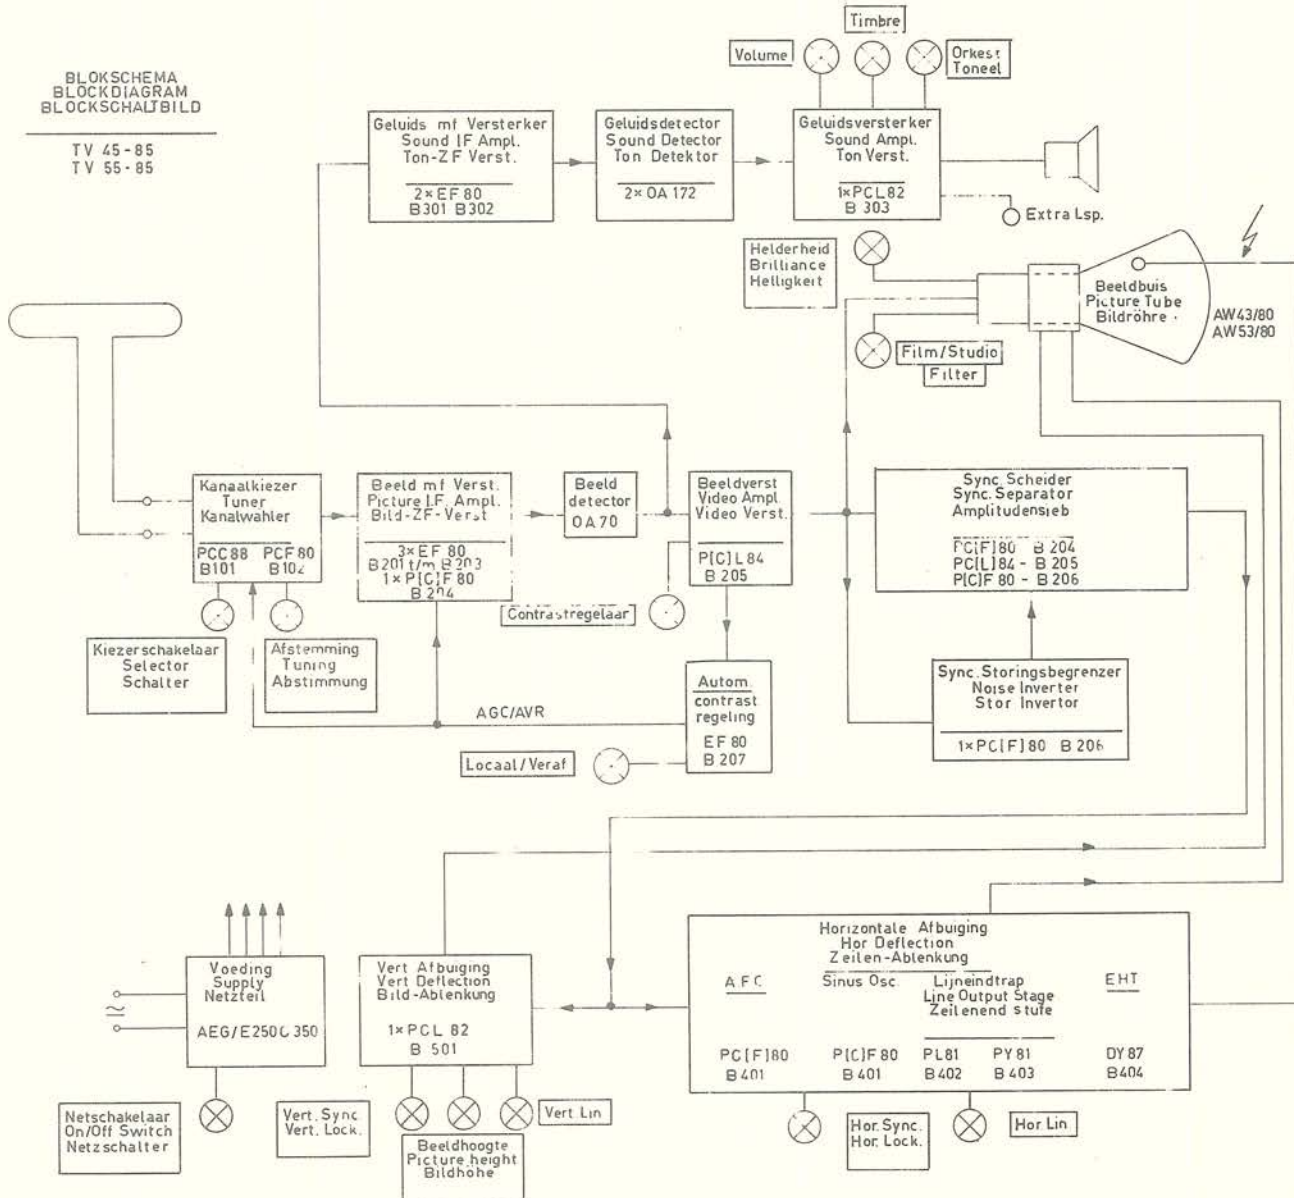 BLOKSCHEMA
BLOCKDIAGRAM
BLOCKSCHALTBILD
TV 45-85
TV 55-85
Geluids mf Versterker
Sound IF Ampl.
Ton-ZF Verst.
2×EF 80
B301 B302
Geluidsdetector
Sound Detector
Ton Detektor
2×OA 172
Volume
Timbre
Orkest
Toneel
Geluidsversterker
Sound Ampl.
Ton Verst.
1×PCL82
B 303
Extra Lsp.
Helderheid
Brilliance
Helligkeit
Beeldbuis
Picture Tube
Bildröhre
AW43/80
AW53/80
Film/Studio
Filter
Kanaalkiezer
Tuner
Kanalwahler
PCC88 PCF 80
B101 B102
Kiezerschakelaar
Selector
Schalter
Afstemming
Tuning
Abstimmung
Beeld mf Verst.
Picture I.F. Ampl.
Bild-ZF-Verst
3×EF 80
B201 t/m B203
1×P[C]F 80
B 204
Beeld
detector
OA70
Beeldverst
Video Ampl.
Video Verst.
P[C]L84
B 205
Contrastregelaar
Autom.
contrast
regeling
EF 80
B 207
AGC/AVR
Locaal/Veraf
Sync. Scheider
Sync. Separator
Amplitudensieb
PC[F]80 B 204
PC[L]84 - B 205
P[C]F 80 - B 206
Sync. Storingsbegrenzer
Noise Inverter
Stor Invertor
1×PC[F]80 B 206
Voeding
Supply
Netzteil
AEG/E250C350
Netschakelaar
On/Off Switch
Netzschalter
Vert Afbuiging
Vert Deflection
Bild-Ablenkung
1×PCL 82
B 501
Vert. Sync
Vert. Lock.
Beeldhoogte
Picture height
Bildhöhe
Vert Lin
Horizontale Afbuiging
Hor Deflection
Zeilen-Ablenkung
A.F.C
Sinus Osc.
Lijneindtrap
Line Output Stage
Zeilenend stufe
EHT
PC[F]80 P[C]F80 PL81 PY81 DY87
B401 B401 B402 B403 B404
Hor. Sync.
Hor. Lock.
Hor Lin